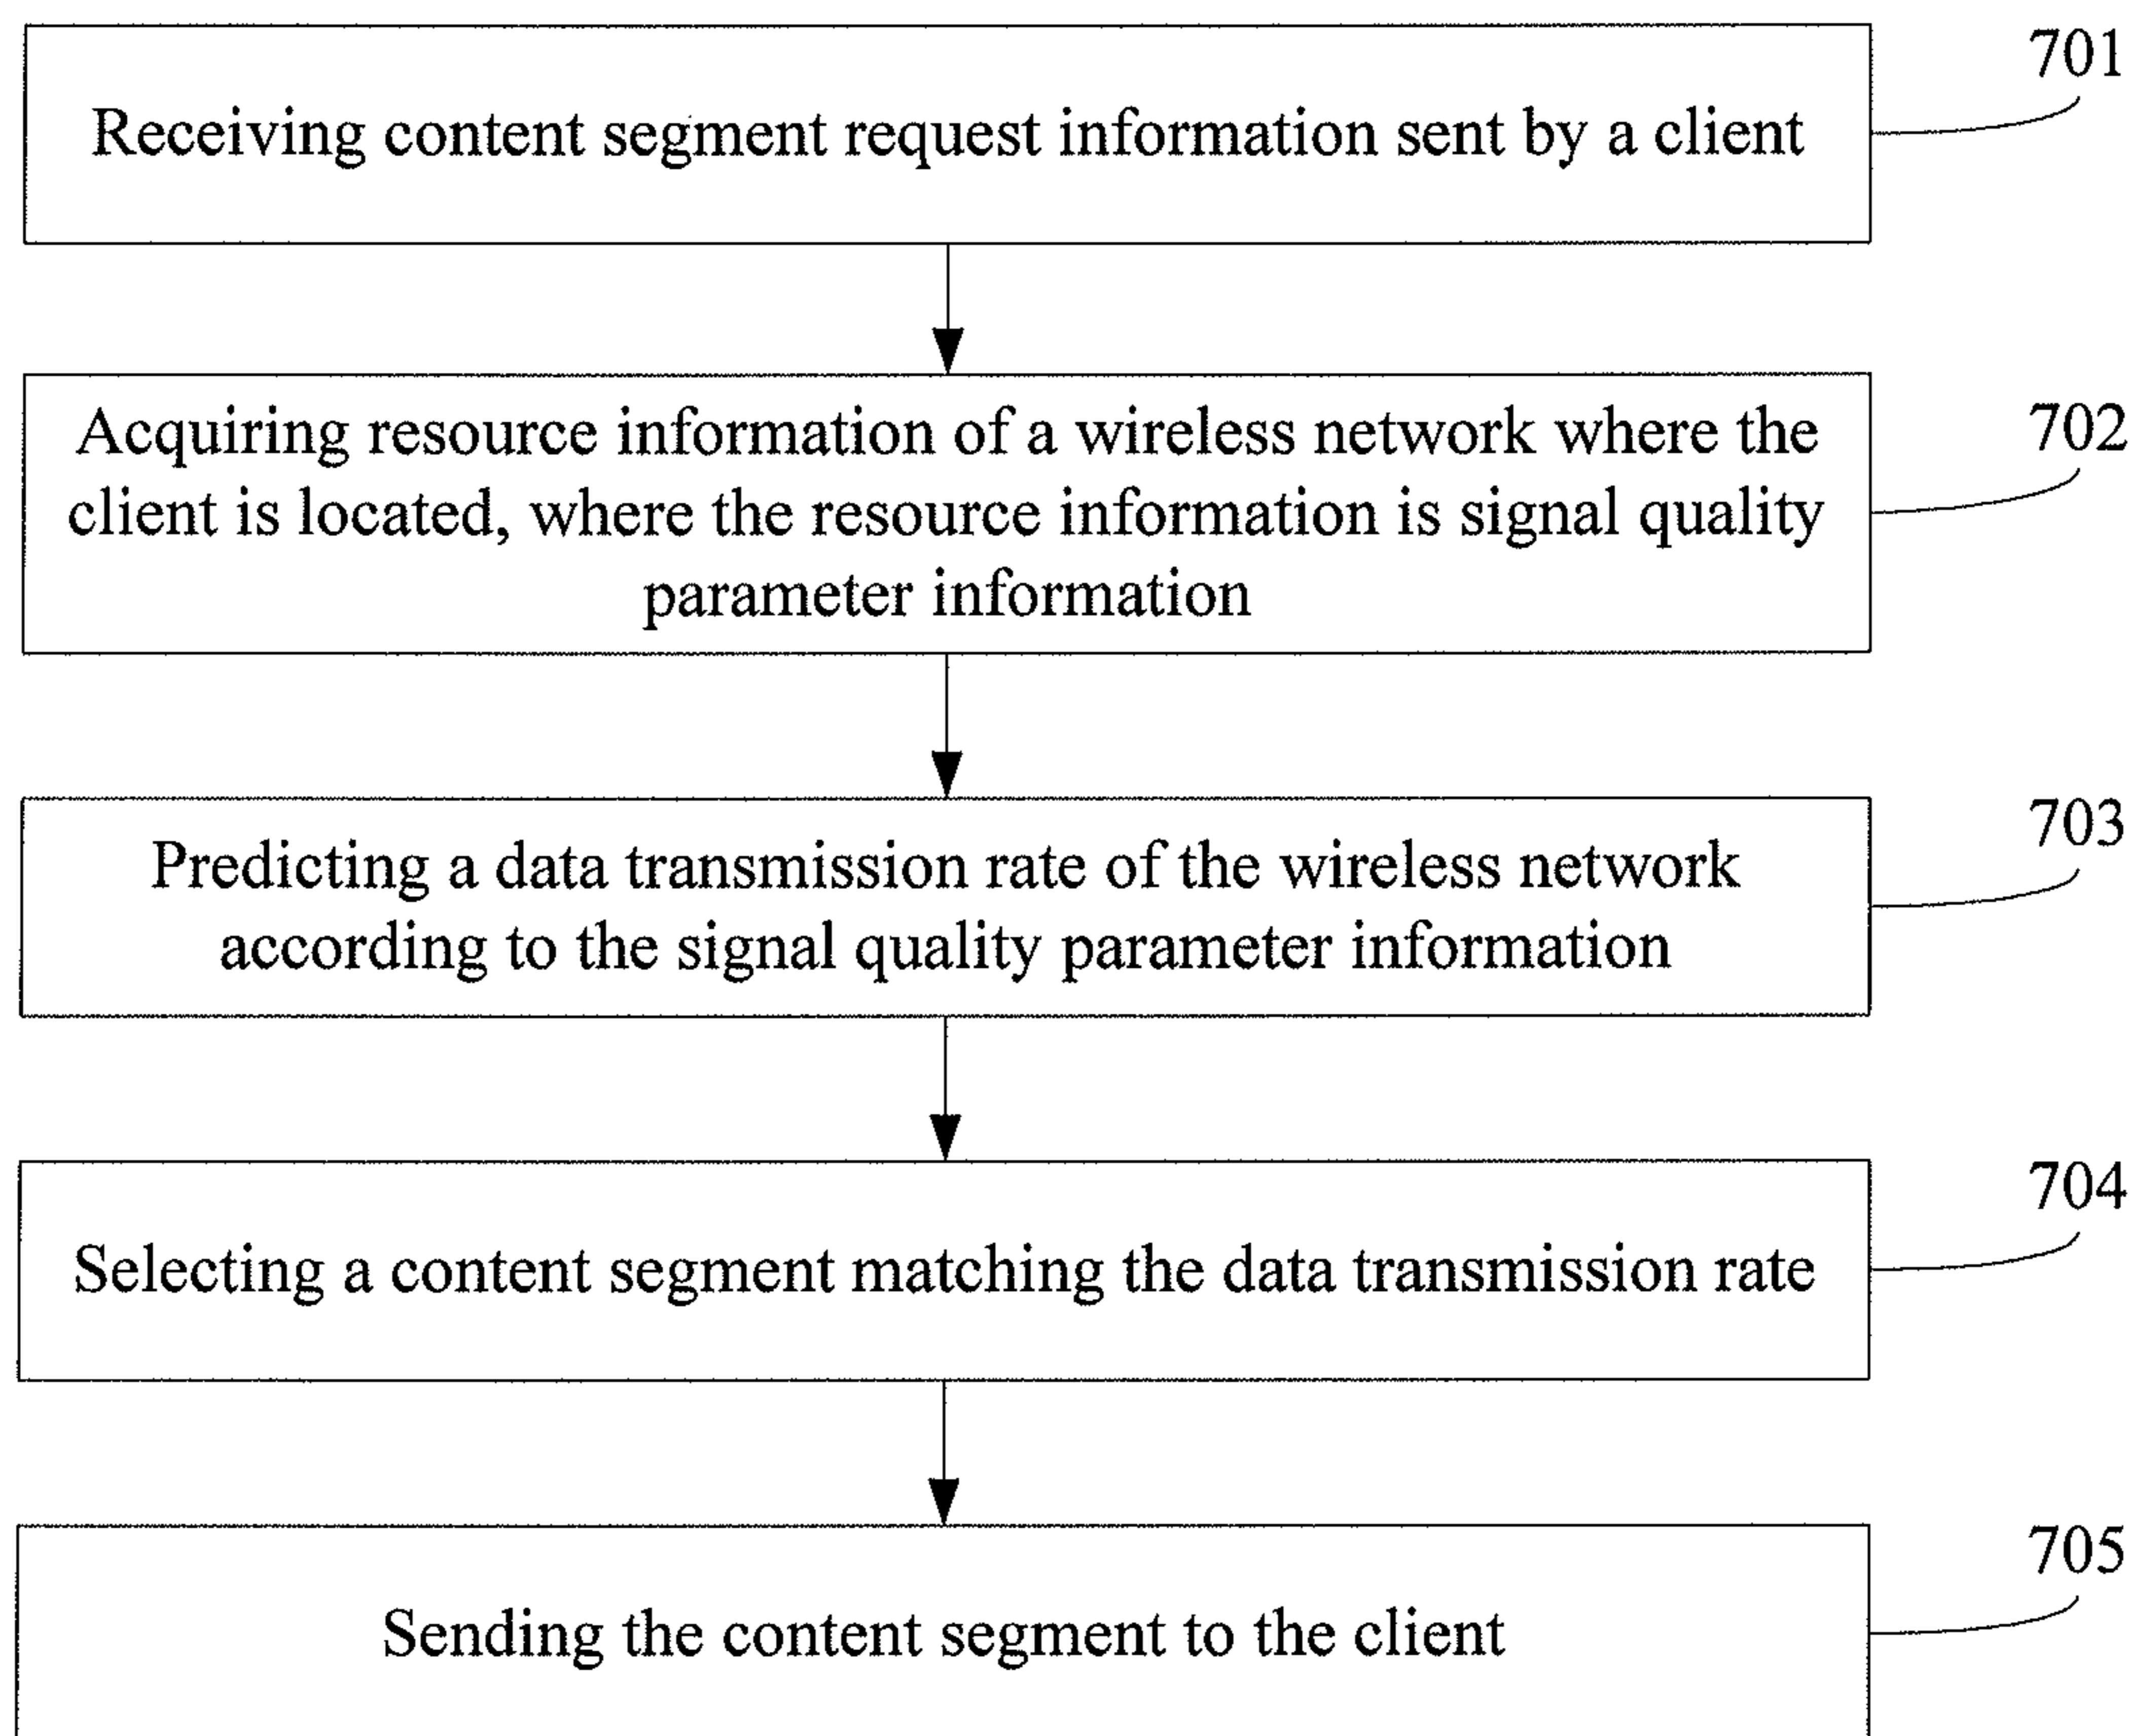 701
Receiving content segment request information sent by a client
702
Acquiring resource information of a wireless network where the
client is located, where the resource information is signal quality
parameter information
703
Predicting a data transmission rate of the wireless network
according to the signal quality parameter information
704
Selecting a content segment matching the data transmission rate
705
Sending the content segment to the client